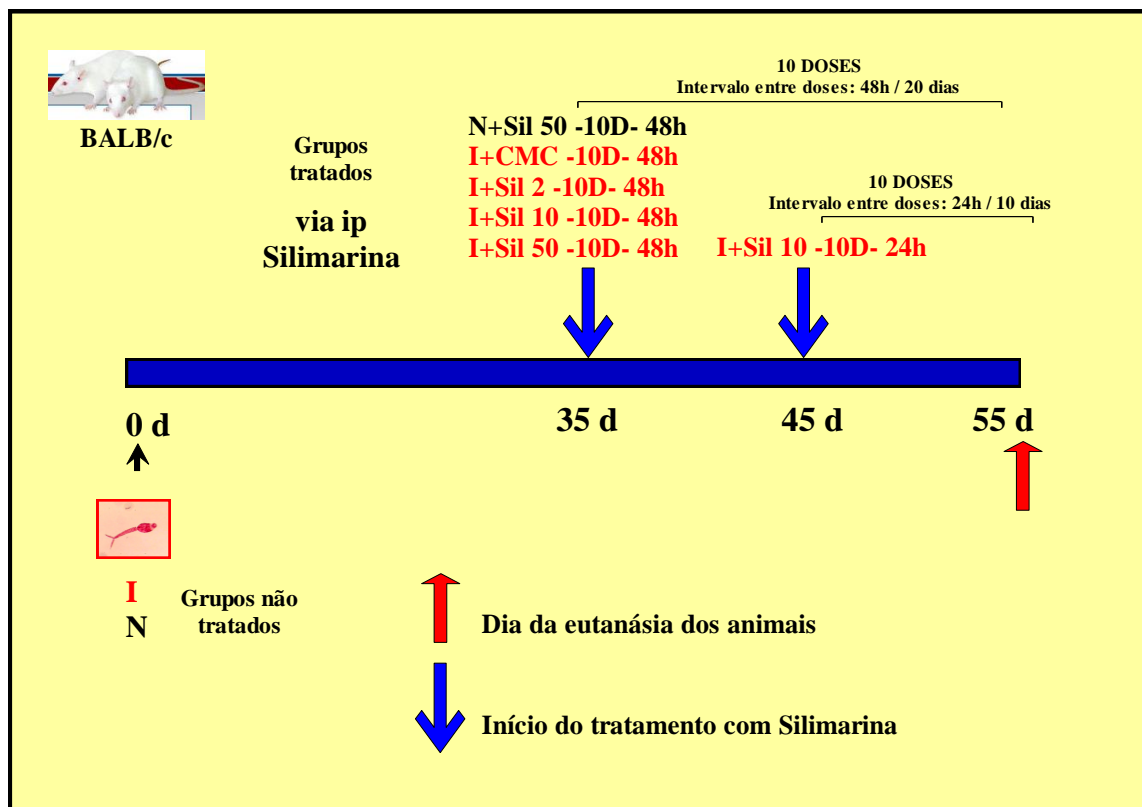 BALB/c
10 DOSES
Intervalo entre doses: 48h / 20 dias
Grupos
tratados
via ip
Silimarina
N+Sil 50 -10D- 48h
I+CMC -10D- 48h
I+Sil 2 -10D- 48h
I+Sil 10 -10D- 48h
I+Sil 50 -10D- 48h
10 DOSES
Intervalo entre doses: 24h / 10 dias
I+Sil 10 -10D- 24h
0 d
35 d
45 d
55 d
I
N
Grupos não
tratados
Dia da eutanásia dos animais
Início do tratamento com Silimarina